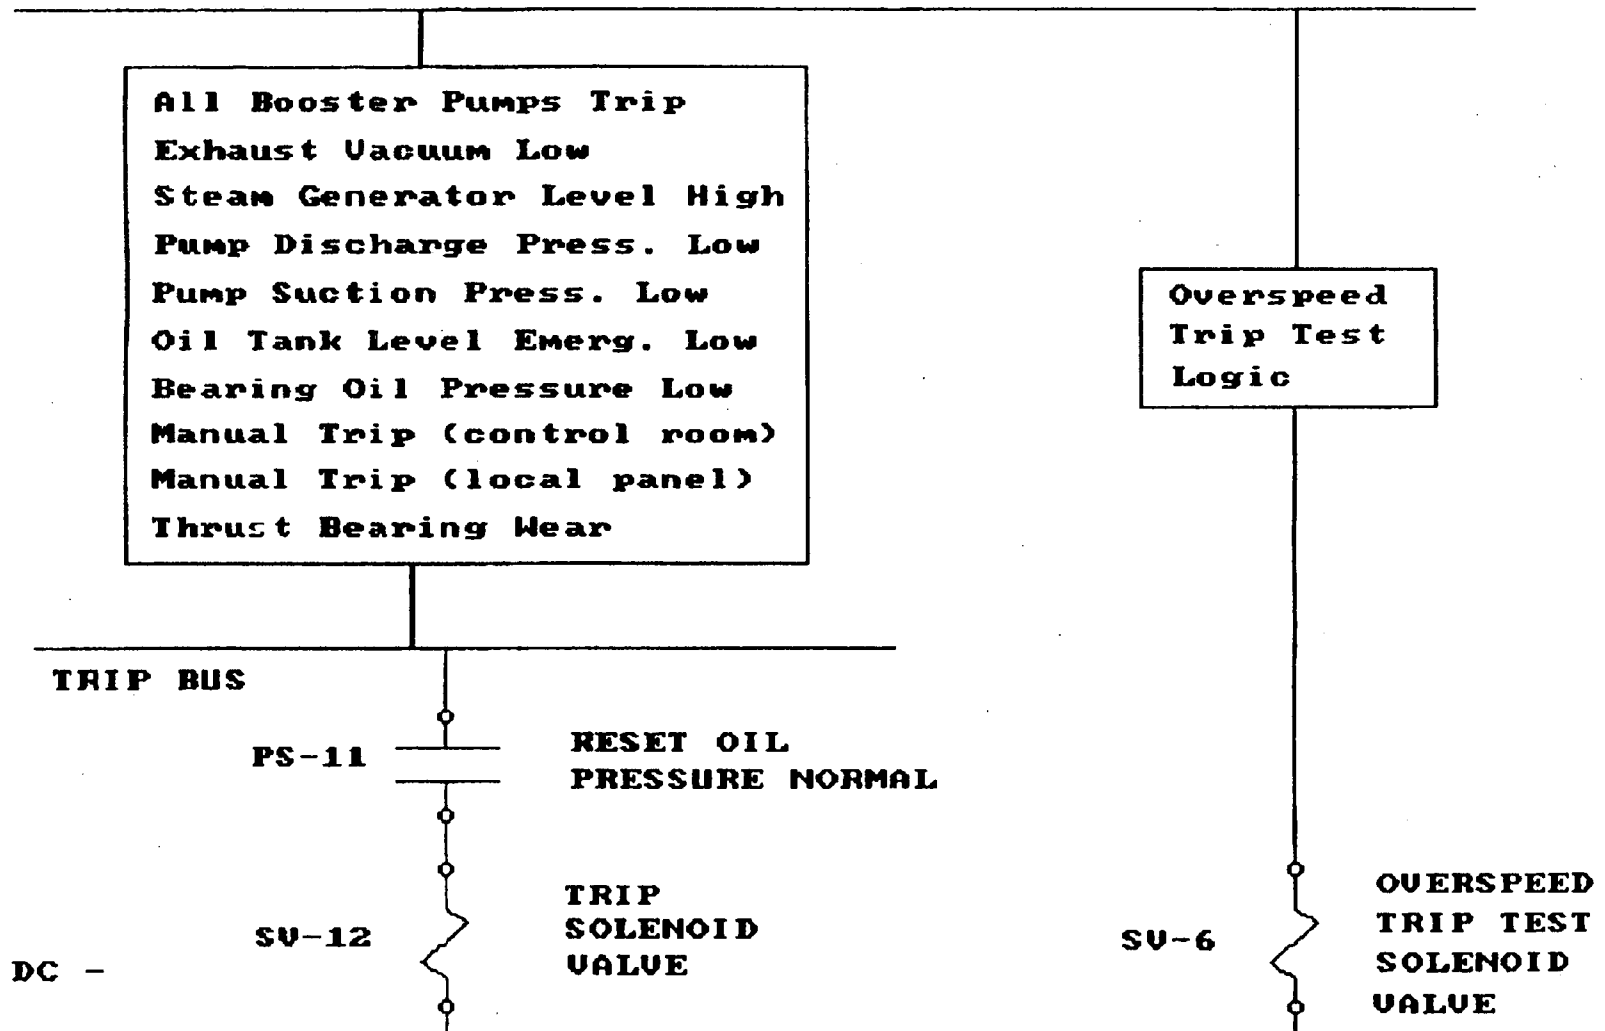 All Booster Pumps Trip
Exhaust Vacuum Low
Steam Generator Level High
Pump Discharge Press. Low
Pump Suction Press. Low
Oil Tank Level Emerg. Low
Bearing Oil Pressure Low
Manual Trip (control room)
Manual Trip (local panel)
Thrust Bearing Wear
Overspeed
Trip Test
Logic
TRIP BUS
PS-11
RESET OIL
PRESSURE NORMAL
SV-12
TRIP
SOLENOID
VALVE
SV-6
OVERSPEED
TRIP TEST
SOLENOID
VALVE
DC -